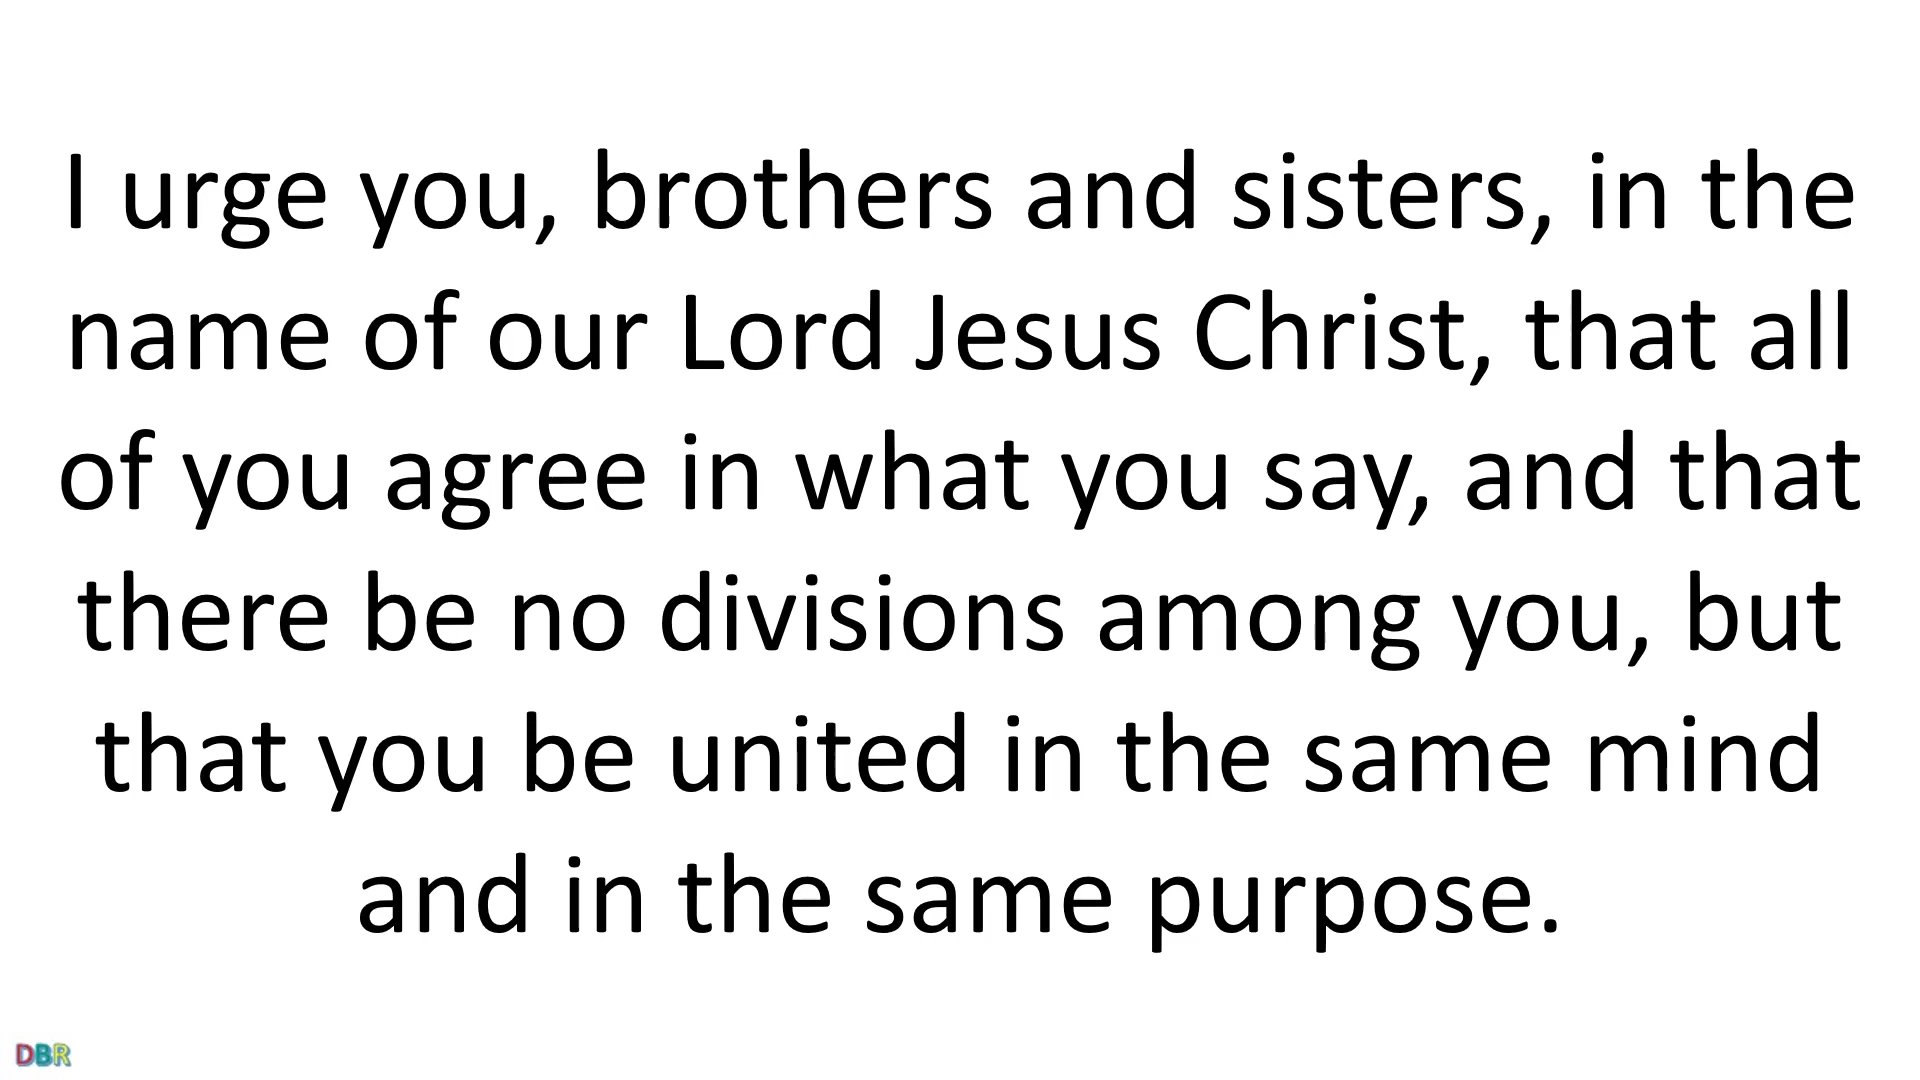 I urge you, brothers and sisters, in the
name of our Lord Jesus Christ, that all
of you agree in what you say, and that
there be no divisions among you, but
that you be united in the same mind
and in the same purpose.
DBR